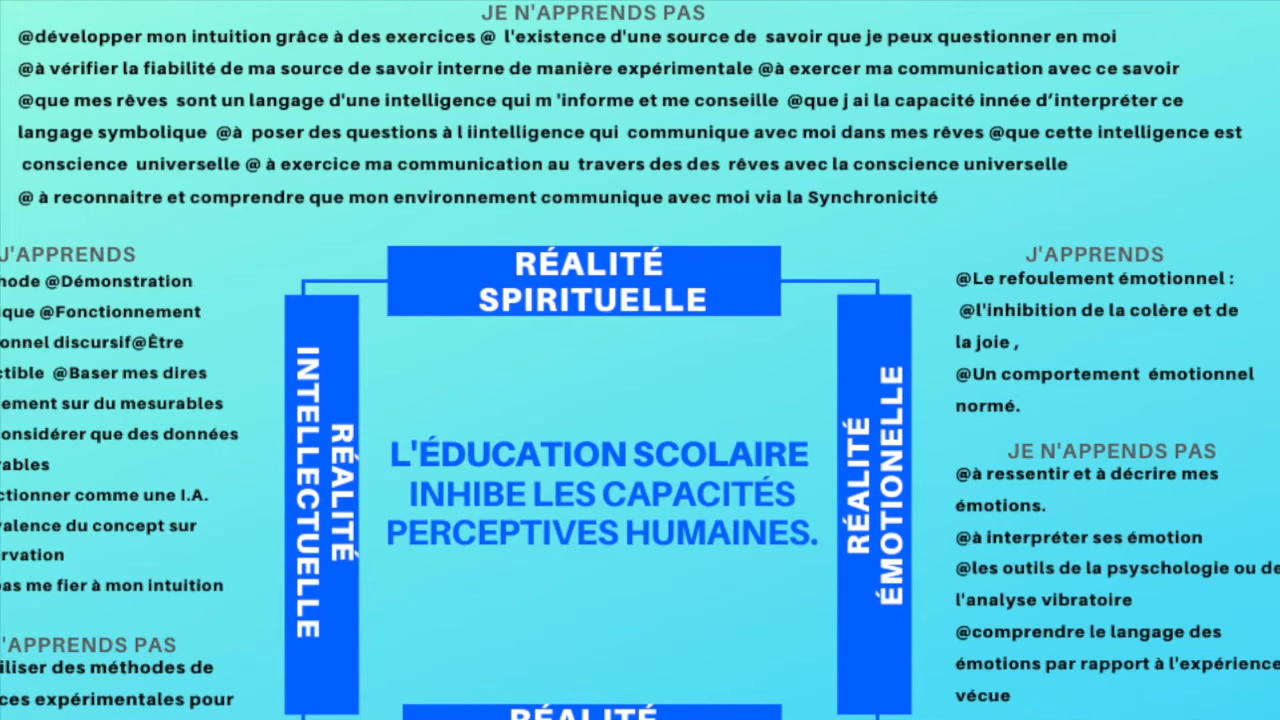 JE N'APPRENDS PAS
@développer mon intuition grâce à des exercices @ l'existence d'une source de savoir que je peux questionner en moi
@à vérifier la fiabilité de ma source de savoir interne de manière expérimentale @à exercer ma communication avec ce savoir
@que mes rêves sont un langage d'une intelligence qui m 'informe et me conseille @que j ai la capacité innée d’interpréter ce
langage symbolique @à poser des questions à l iintelligence qui communique avec moi dans mes rêves @que cette intelligence est
conscience universelle @ à exercice ma communication au travers des des rêves avec la conscience universelle
@ à reconnaitre et comprendre que mon environnement communique avec moi via la Synchronicité
J'APPRENDS
hode @Démonstration
ique @Fonctionnement
onnel discursif@Être
ctible @Baser mes dires
ement sur du mesurables
onsidérer que des données
rables
ctionner comme une I.A.
valence du concept sur
rvation
pas me fier à mon intuition
'APPRENDS PAS
iliser des méthodes de
ces expérimentales pour
RÉALITÉ
SPIRITUELLE
RÉALITÉ
INTELLECTUELLE
L'ÉDUCATION SCOLAIRE
INHIBE LES CAPACITÉS
PERCEPTIVES HUMAINES.
RÉALITÉ
ÉMOTIONELLE
RÉALITÉ
J'APPRENDS
@Le refoulement émotionnel :
@l'inhibition de la colère et de
la joie ,
@Un comportement émotionnel
normé.
JE N'APPENDS PAS
@à ressentir et à décrire mes
émotions.
@à interpréter ses émotion
@les outils de la psyschologie ou de
l'analyse vibratoire
@comprendre le langage des
émotions par rapport à l'expérience
vécue